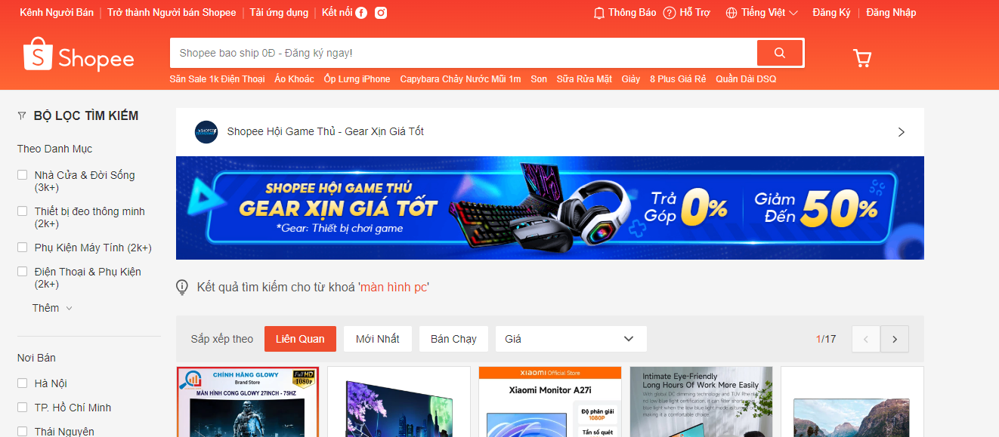 Kênh Người Bán
Trở thành Người bán Shopee
Tải ứng dụng
Kết nối
Thông Báo
Hỗ Trợ
Tiếng Việt
Đăng Ký
Đăng Nhập
Shopee
Shopee bao ship 0Đ - Đăng ký ngay!
Săn Sale 1k Điện Thoại
Áo Khoác
Ốp Lưng iPhone
Capybara Chảy Nước Mũi 1m
Son
Sữa Rửa Mặt
Giày
8 Plus Giá Rẻ
Quần Dài DSQ
BỘ LỌC TÌM KIẾM
Theo Danh Mục
Nhà Cửa & Đời Sống
(3k+)
Thiết bị đeo thông minh
(2k+)
Phụ Kiện Máy Tính (2k+)
Điện Thoại & Phụ Kiện
(2k+)
Thêm
Nơi Bán
Hà Nội
TP. Hồ Chí Minh
Thái Nguyên
Shopee Hội Game Thủ - Gear Xịn Giá Tốt
SHOPEE HỘI GAME THỦ
GEAR XỊN GIÁ TỐT
*Gear: Thiết bị chơi game
Trả
Góp
0%
Giảm
Đến
50%
Kết quả tìm kiếm cho từ khoá 'màn hình pc'
Sắp xếp theo
Liên Quan
Mới Nhất
Bán Chạy
Giá
1/17
CHÍNH HÃNG GLOWY
Brand Store
Full HD
1080p
MÀN HÌNH CONG GLOWY 27INCH - 75HZ
xiaomi Official Store
Xiaomi Monitor A27i
Độ phân giải
1080P
Tần số quét
Intimate Eye-Friendly
Long Hours Of Work More Easily
With global DC dimming technology and TUV Rhe